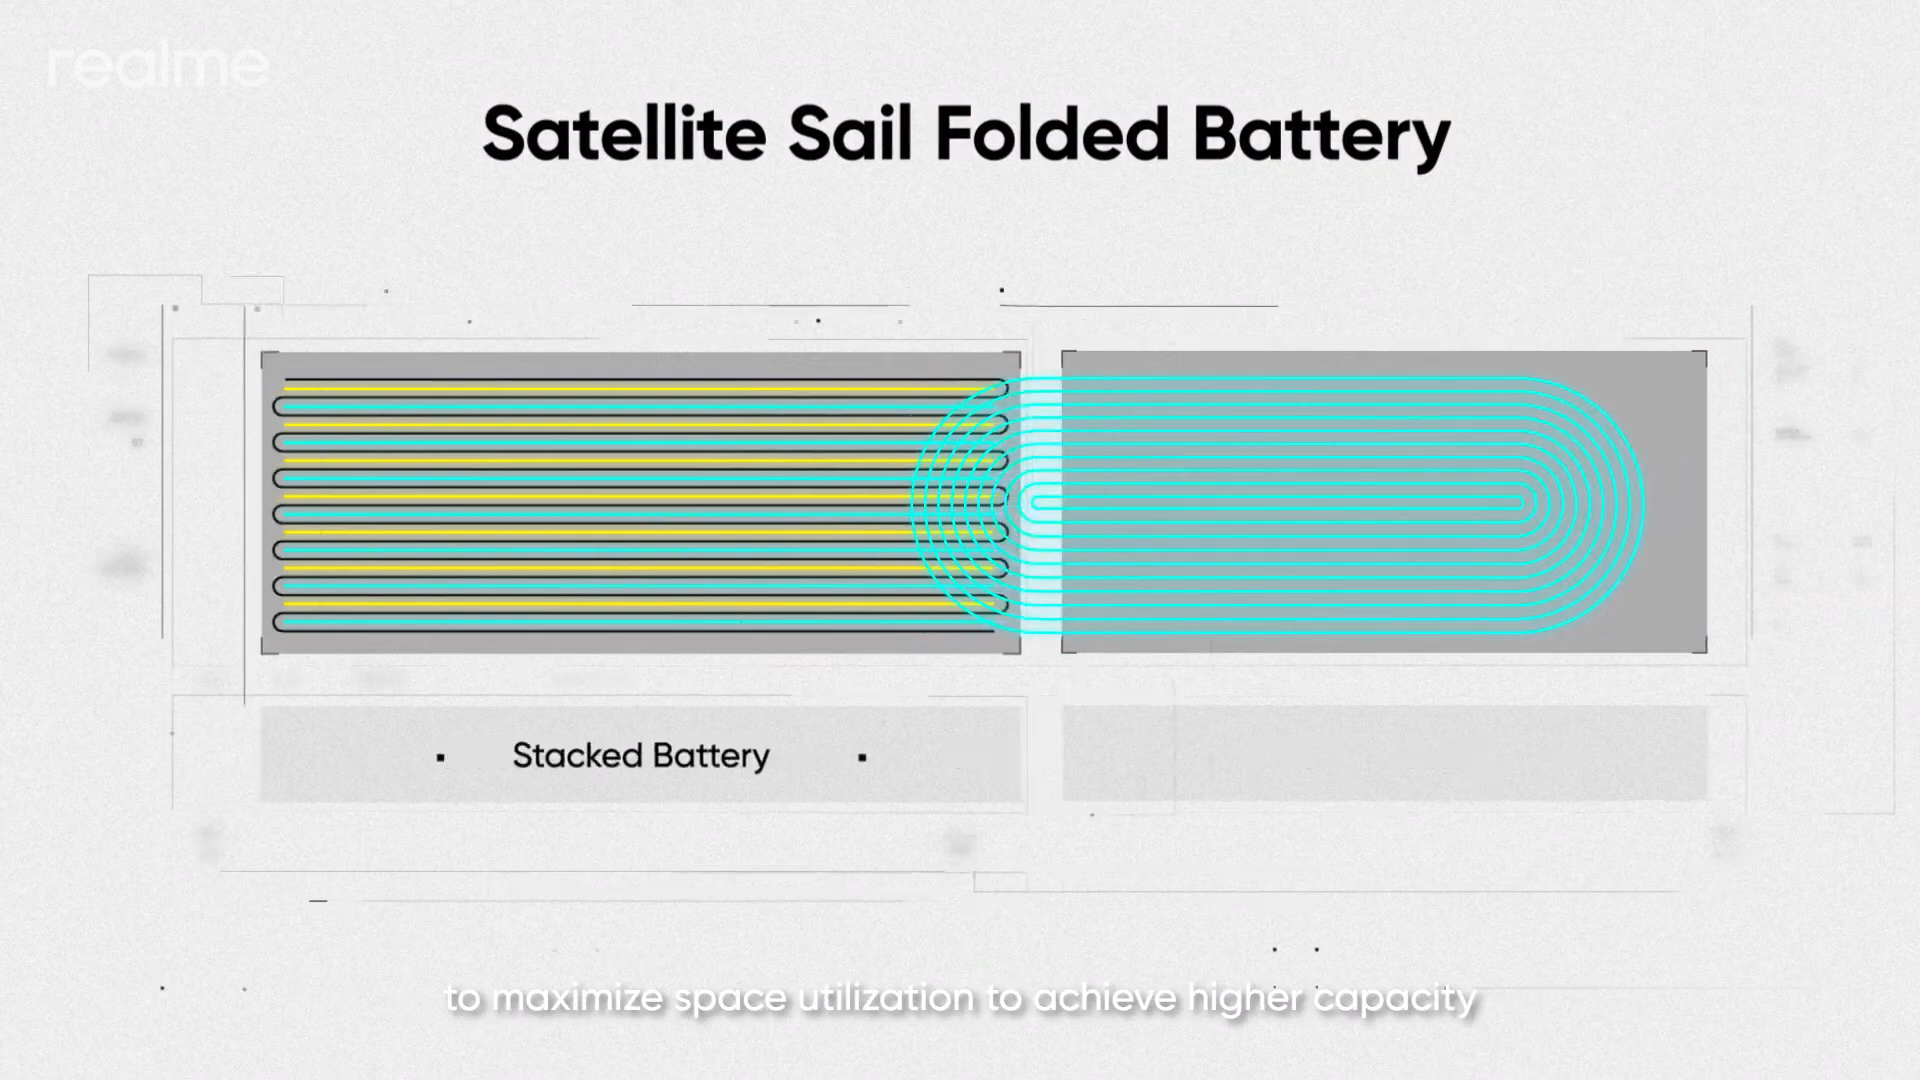 realme
Satellite Sail Folded Battery
Stacked Battery
to maximize space utilization to achieve higher capacity